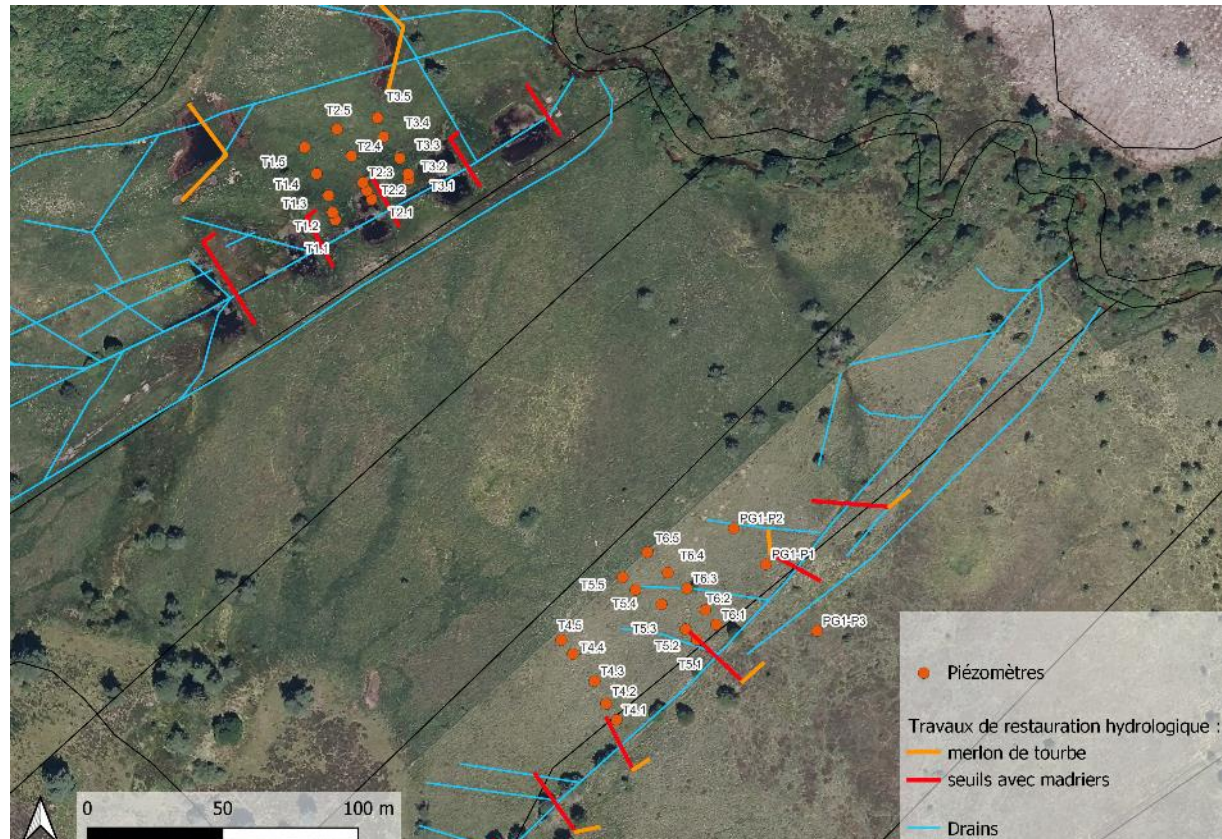 T3.5
T2.5
T3.4
T2.4
T3.3
T1.5
T2.3
T3.2
T1.4
T2.2
T3.1
T1.3
T2.1
T1.2
T1.1
PG1-P2
T6.5
T6.4
PG1-P1
T5.5
T6.3
T5.4
T6.2
T6.1
T4.5
T5.3
PG1-P3
T4.4
T5.2
T5.1
T4.3
T4.2
T4.1
Piézomètres
Travaux de restauration hydrologique :
merlon de tourbe
seuils avec madriers
Drains
0 50 100 m